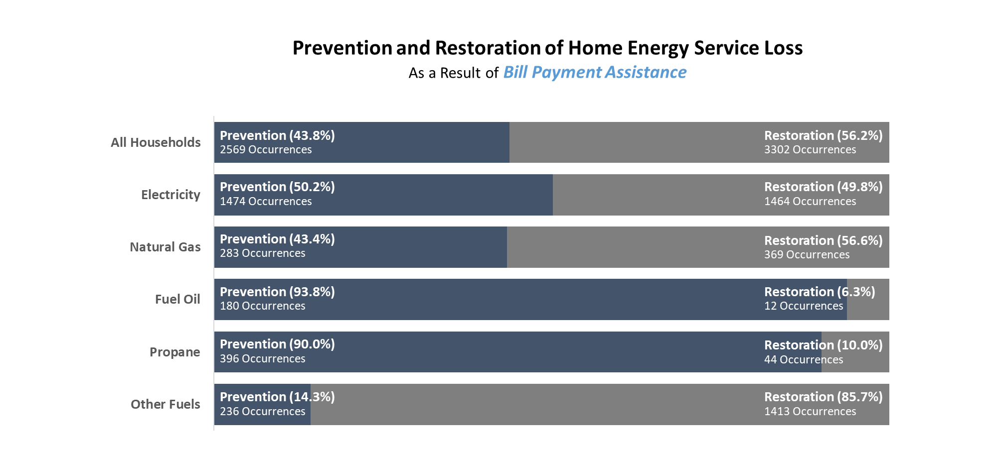 Prevention and Restoration of Home Energy Service Loss
As a Result of Bill Payment Assistance
All Households
Prevention (43.8%)
2569 Occurrences
Restoration (56.2%)
3302 Occurrences
Electricity
Prevention (50.2%)
1474 Occurrences
Restoration (49.8%)
1464 Occurrences
Natural Gas
Prevention (43.4%)
283 Occurrences
Restoration (56.6%)
369 Occurrences
Fuel Oil
Prevention (93.8%)
180 Occurrences
Restoration (6.3%)
12 Occurrences
Propane
Prevention (90.0%)
396 Occurrences
Restoration (10.0%)
44 Occurrences
Other Fuels
Prevention (14.3%)
236 Occurrences
Restoration (85.7%)
1413 Occurrences